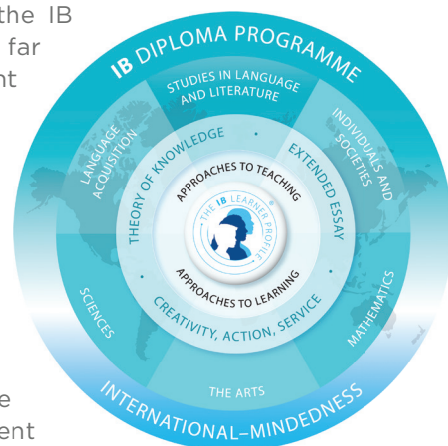 the IB
far
nt
IB DIPLOMA PROGRAMME
STUDIES IN LANGUAGE
AND LITERATURE
LANGUAGE
ACQUISITION
INDIVIDUALS AND
SOCIETIES
THEORY OF KNOWLEDGE
EXTENDED ESSAY
APPROACHES TO TEACHING
THE IB LEARNER PROFILE
®
APPROACHES TO LEARNING
CREATIVITY, ACTION, SERVICE
SCIENCES
MATHEMATICS
THE ARTS
INTERNATIONAL–MINDEDNESS
e
ent